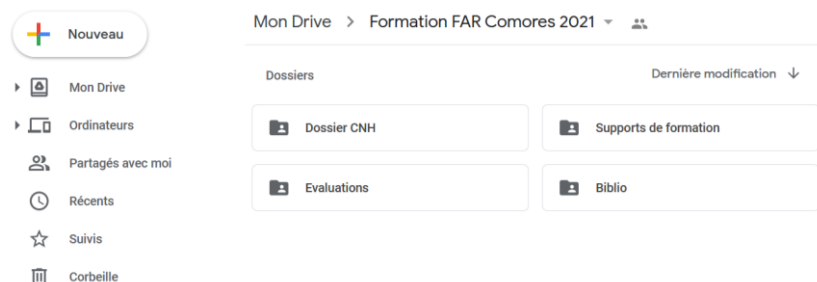 Nouveau
Mon Drive
Ordinateurs
Partagés avec moi
Récents
Suivis
Corbeille
Mon Drive > Formation FAR Comores 2021
Dossiers
Dernière modification
Dossier CNH
Supports de formation
Evaluations
Biblio